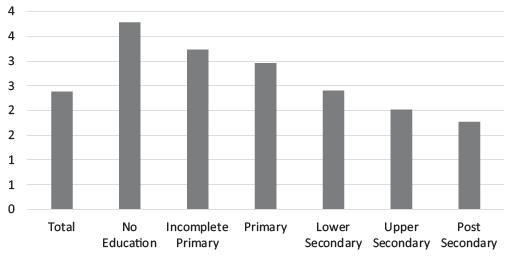 4
4
3
3
2
2
1
1
0
Total
No
Education
Incomplete
Primary
Primary
Lower
Secondary
Upper
Secondary
Post
Secondary